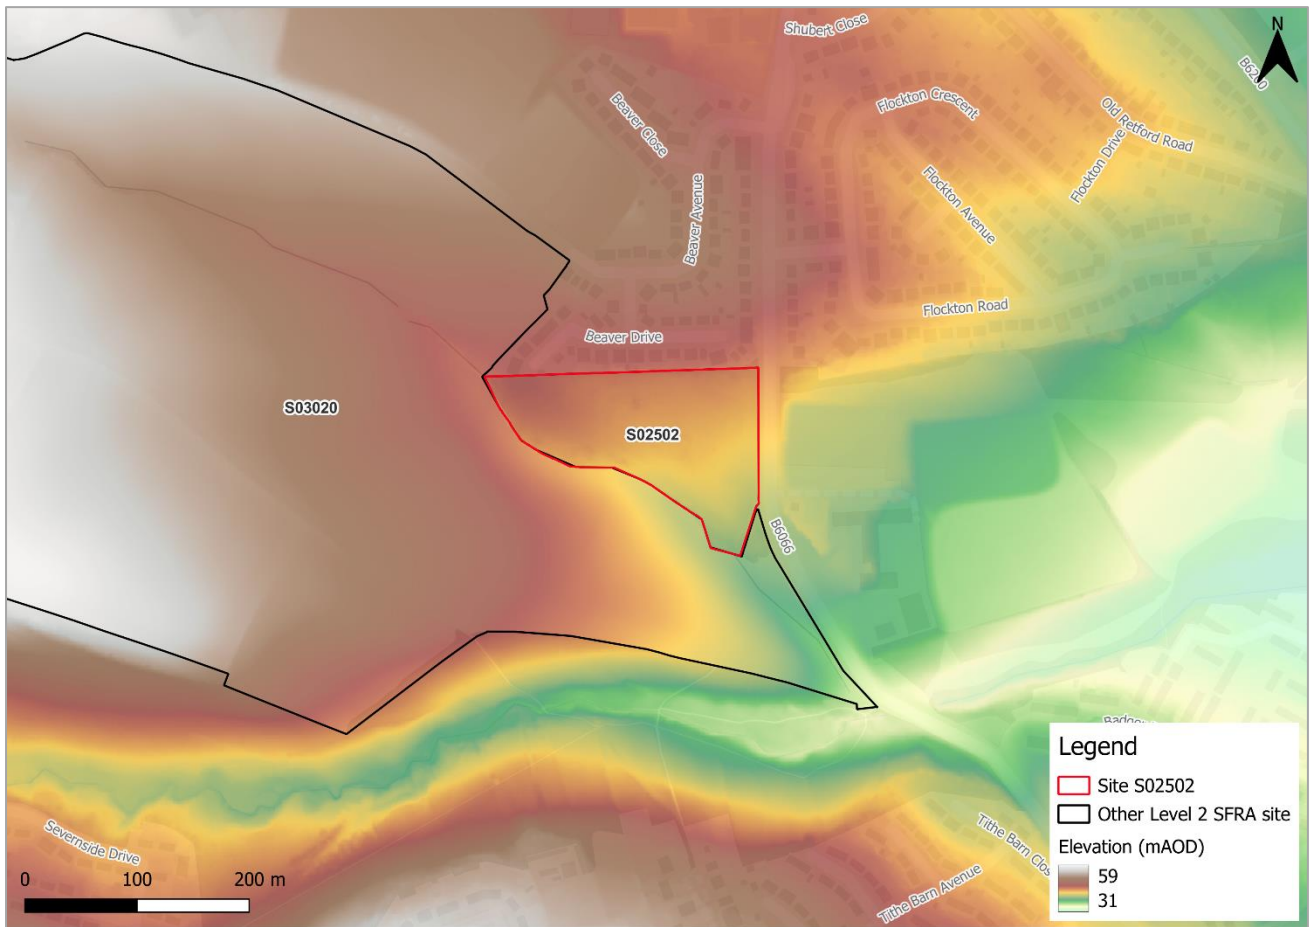 N
Shubert Close
B6200
Beaver Close
Flockton Crescent
Old Retford Road
Flockton Drive
Beaver Avenue
Flockton Avenue
Flockton Road
Beaver Drive
S03020
S02502
B6066
Severnside Drive
Tithe Barn Clos
Tithe Barn Avenue
0 100 200 m
Legend
Site S02502
Other Level 2 SFRA site
Elevation (mAOD)
59
31